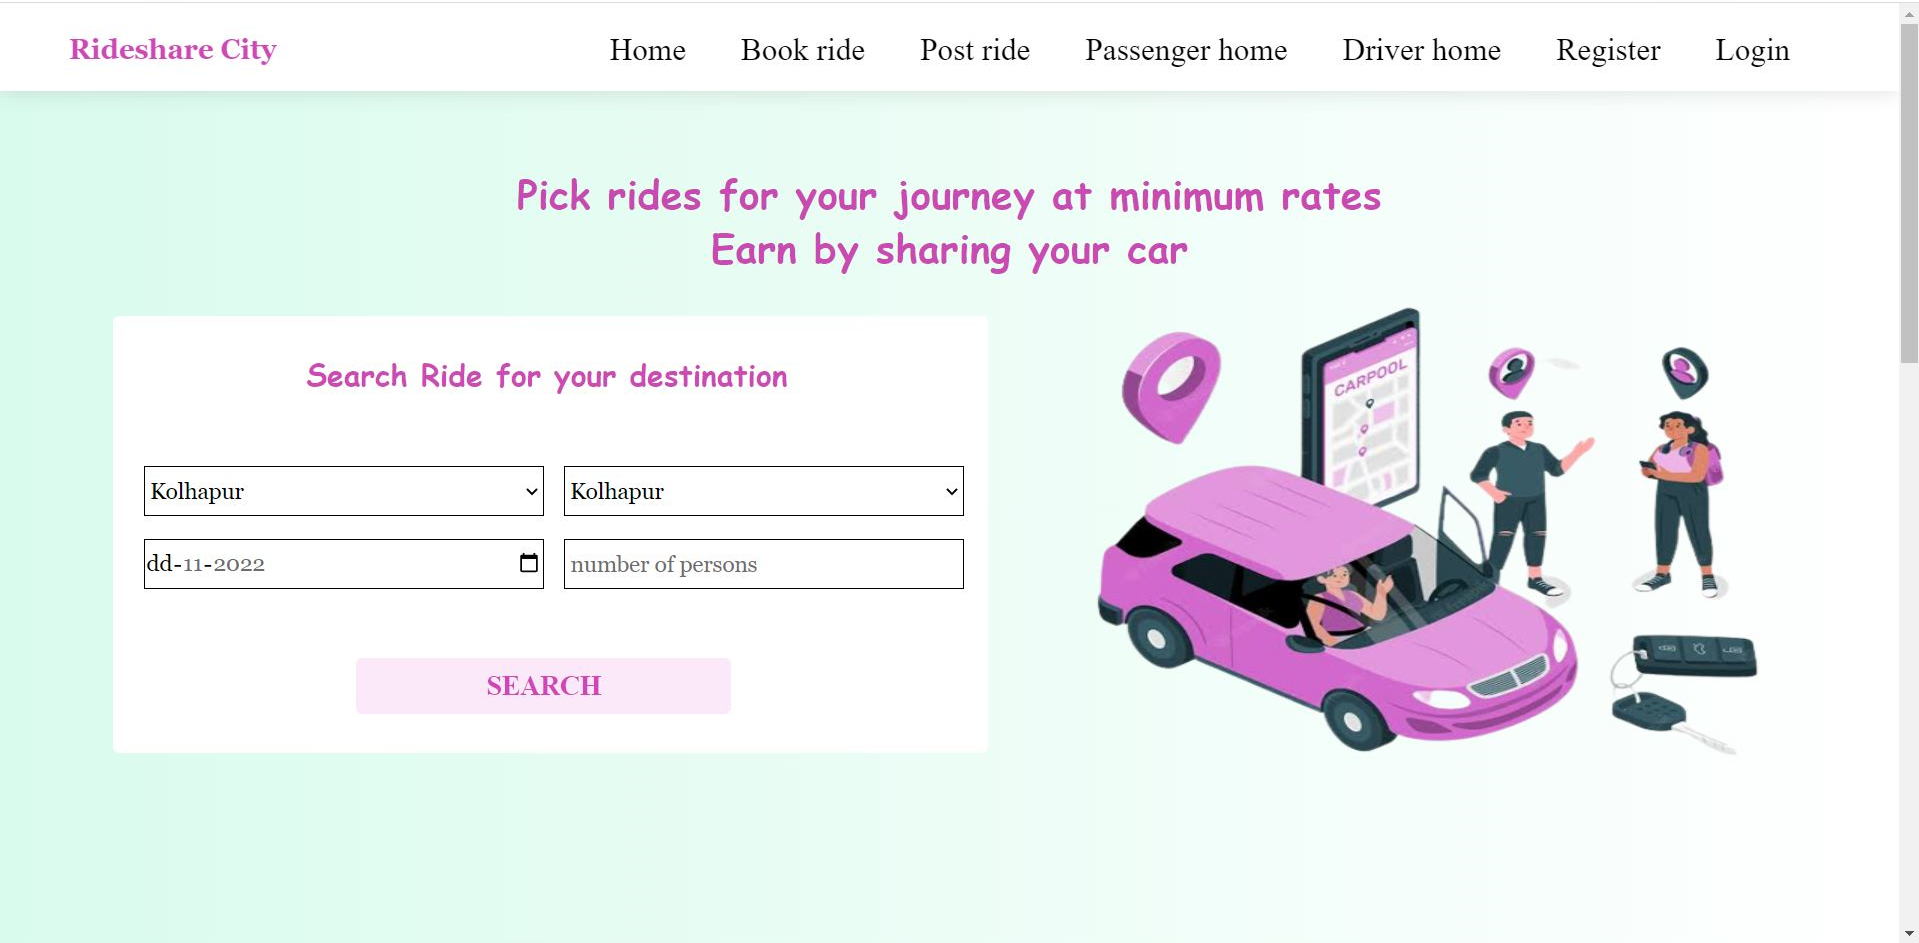 Rideshare City Home Book ride Post ride Passenger home Driver home Register Login
Pick rides for your journey at minimum rates
Earn by sharing your car
Search Ride for your destination
Kolhapur Kolhapur
dd-11-2022 number of persons
SEARCH
CARPOOL